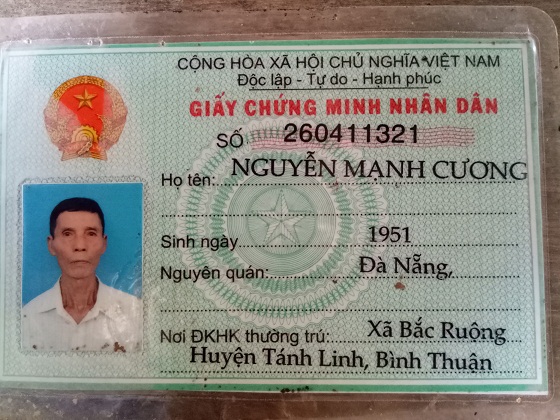 CỘNG HÒA XÃ HỘI CHỦ NGHĨA VIỆT NAM
Độc lập - Tự do - Hạnh phúc
GIẤY CHỨNG MINH NHÂN DÂN
SỐ 260411321
Họ tên: NGUYỄN MẠNH CƯƠNG
Sinh ngày 1951
Nguyên quán: Đà Nẵng,
Nơi ĐKHK thường trú: Xã Bắc Ruộng
Huyện Tánh Linh, Bình Thuận